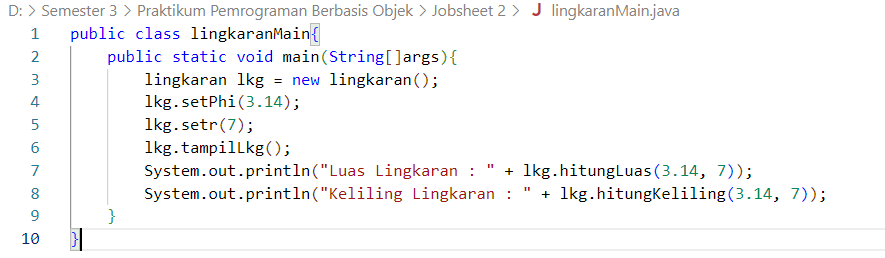 D: > Semester 3 > Praktikum Pemrograman Berbasis Objek > Jobsheet 2 > J lingkaranMain.java
1 public class lingkaranMain{
2 public static void main(String[]args){
3 lingkaran lkg = new lingkaran();
4 lkg.setPhi(3.14);
5 lkg.setr(7);
6 lkg.tampilLkg();
7 System.out.println("Luas Lingkaran : " + lkg.hitungLuas(3.14, 7));
8 System.out.println("Keliling Lingkaran : " + lkg.hitungKeliling(3.14, 7));
9 }
10 }